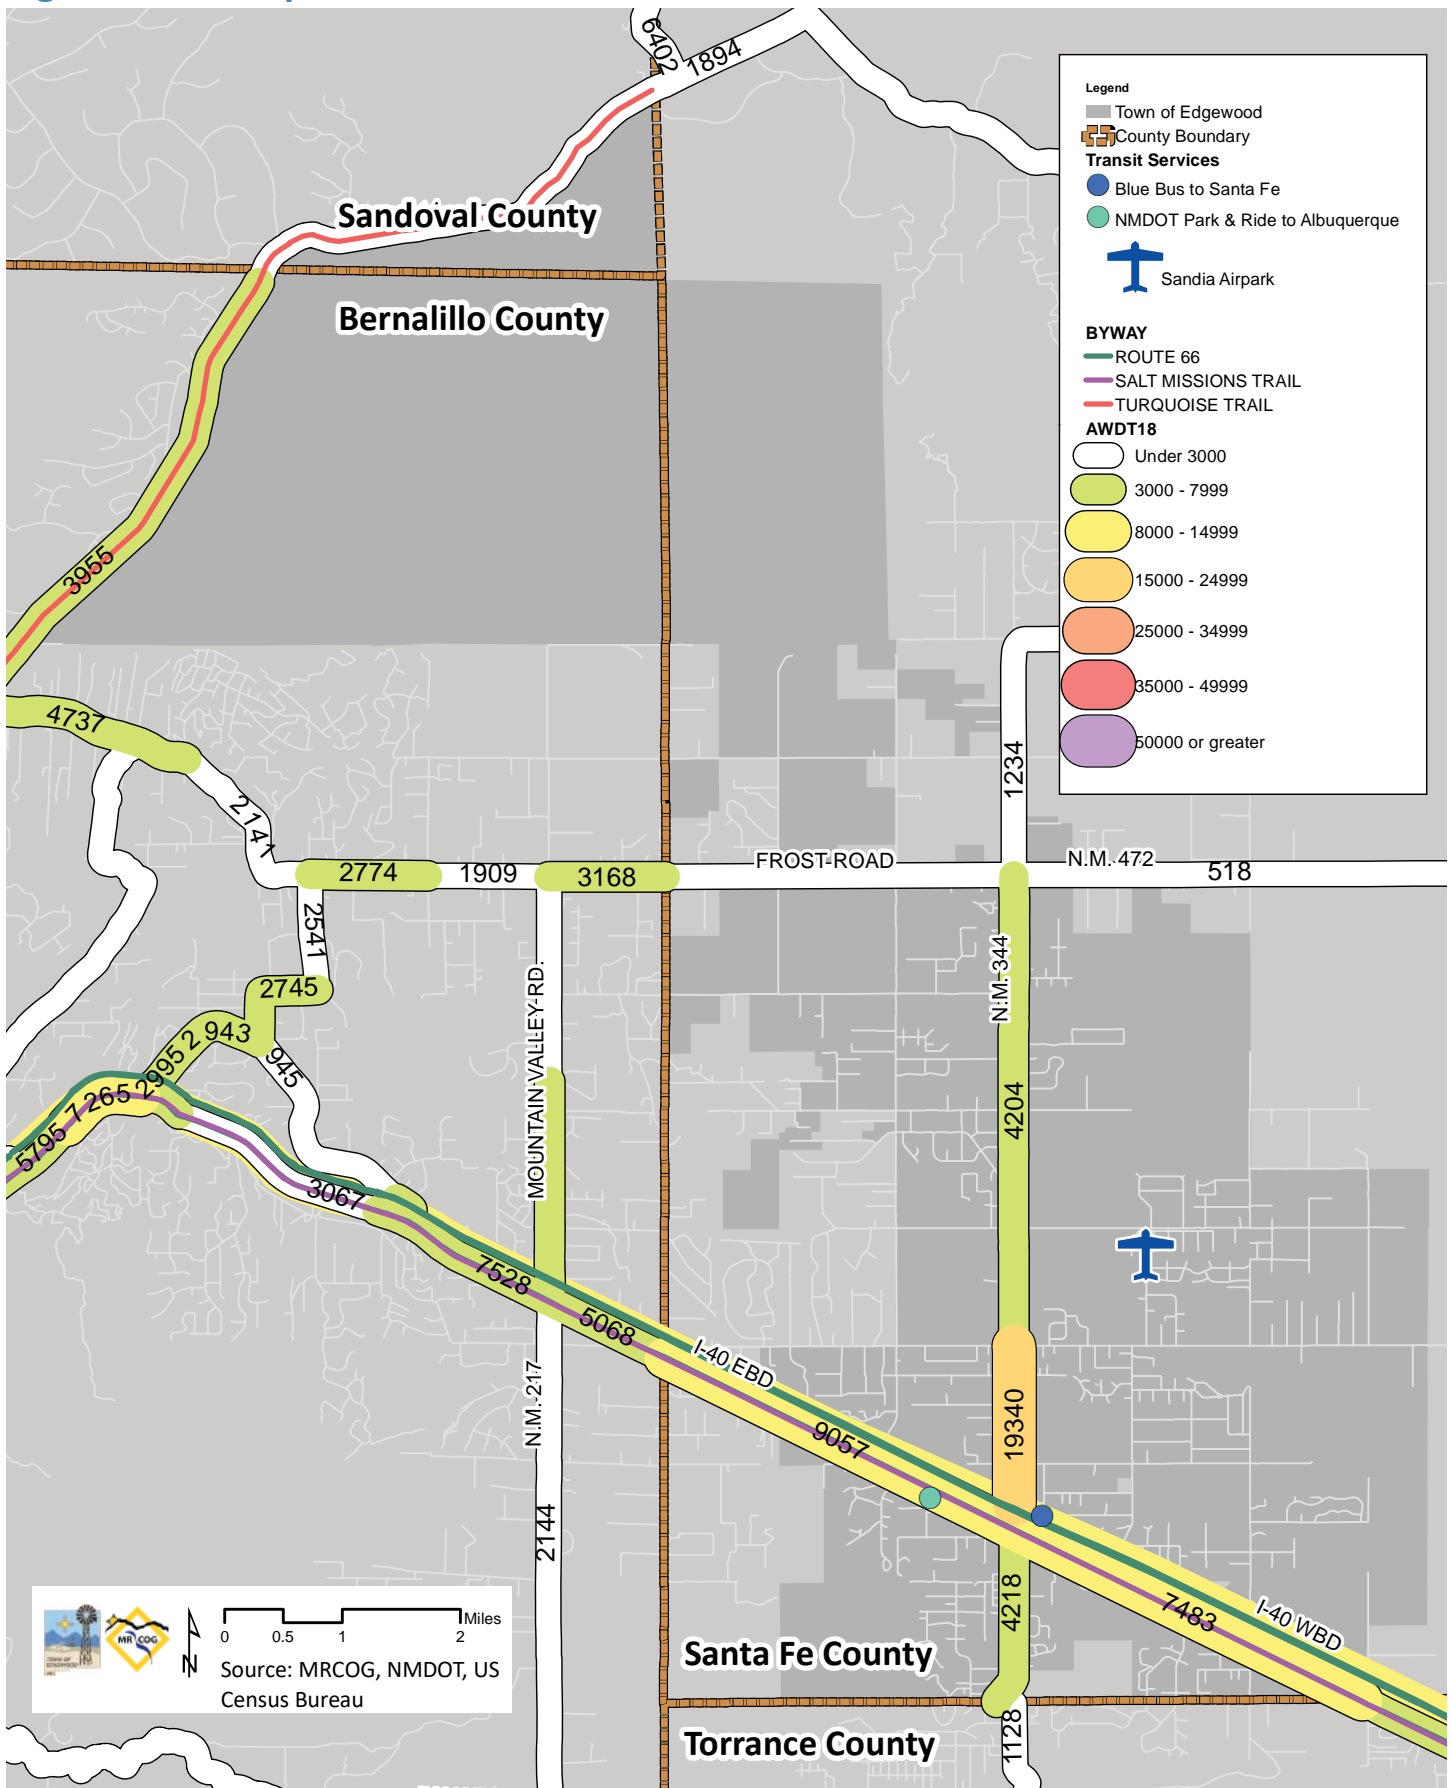 6402
1894
Legend
Town of Edgewood
County Boundary
Transit Services
Blue Bus to Santa Fe
NMDOT Park & Ride to Albuquerque
Sandia Airpark
BYWAY
ROUTE 66
SALT MISSIONS TRAIL
TURQUOISE TRAIL
AWDT18
Under 3000
3000 - 7999
8000 - 14999
15000 - 24999
25000 - 34999
35000 - 49999
50000 or greater
Sandoval County
Bernalillo County
3955
4737
2141
1234
2774
1909
3168
FROST ROAD
N.M. 472
518
2541
2745
2943
2995
945
7265
5795
3067
MOUNTAIN VALLEY RD.
N.M. 344
4204
7528
5068
I-40 EBD
9057
19340
N.M. 217
2144
4218
7483
I-40 WBD
1128
Santa Fe County
Torrance County
MR COG
N
0 0.5 1 2 Miles
Source: MRCOG, NMDOT, US
Census Bureau